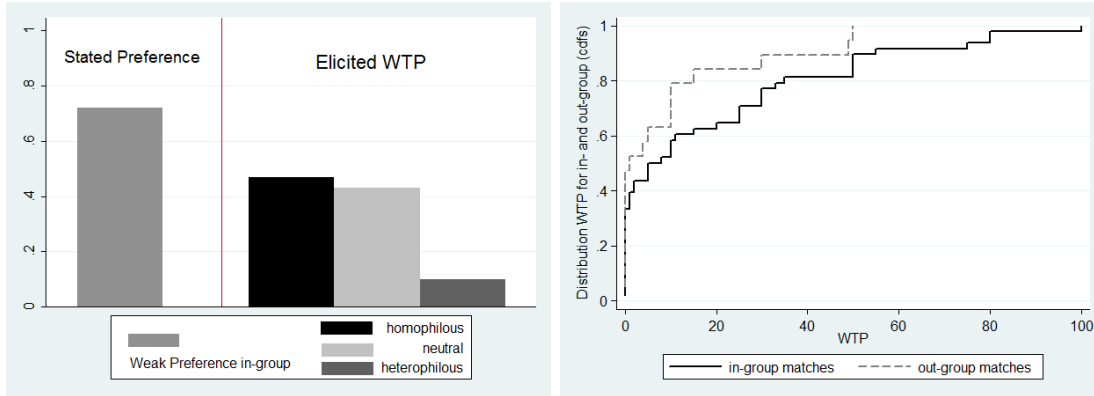 Stated Preference
Elicited WTP
1
.8
.6
.4
.2
0
Weak Preference in-group
homophilous
neutral
heterophilous
Distribution WTP for in- and out-group (cdfs)
1
.8
.6
.4
.2
0
0 20 40 60 80 100
WTP
in-group matches out-group matches